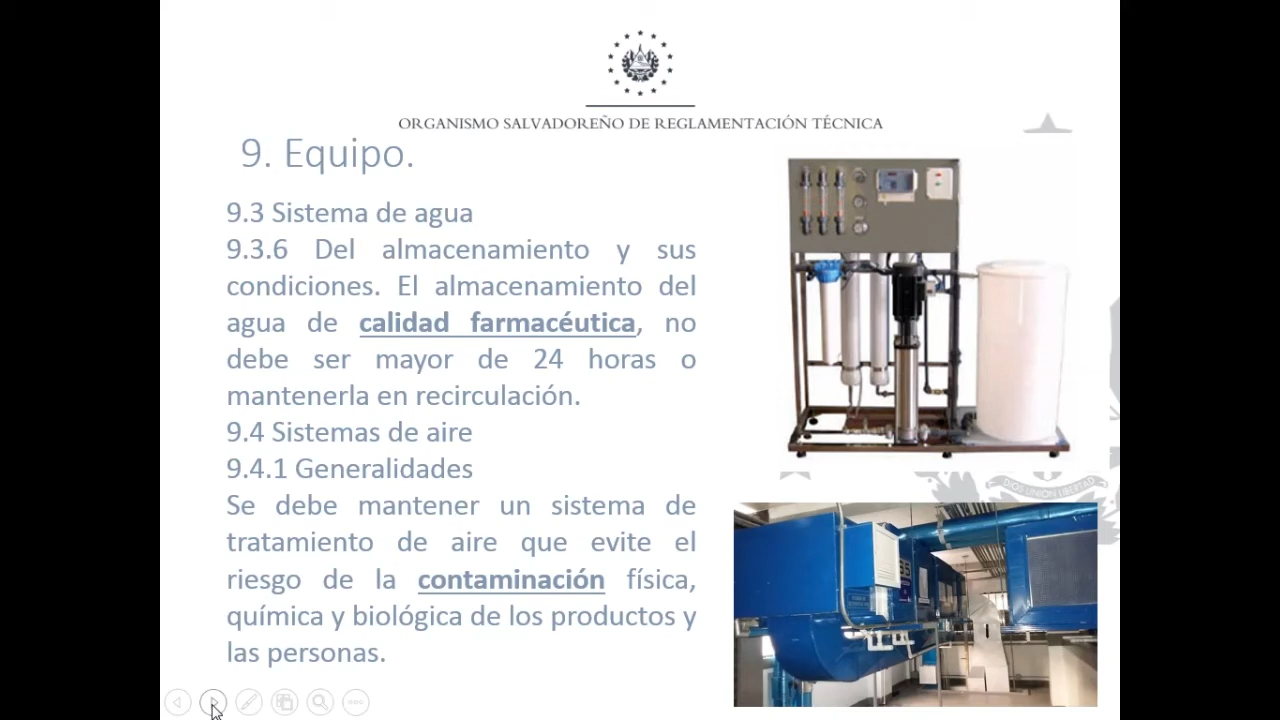 ORGANISMO SALVADOREÑO DE REGLAMENTACIÓN TÉCNICA
9. Equipo.
9.3 Sistema de agua
9.3.6 Del almacenamiento y sus
condiciones. El almacenamiento del
agua de calidad farmacéutica, no
debe ser mayor de 24 horas o
mantenerla en recirculación.
9.4 Sistemas de aire
9.4.1 Generalidades
Se debe mantener un sistema de
tratamiento de aire que evite el
riesgo de la contaminación física,
química y biológica de los productos y
las personas.
DIOS UNION LIBERTAD